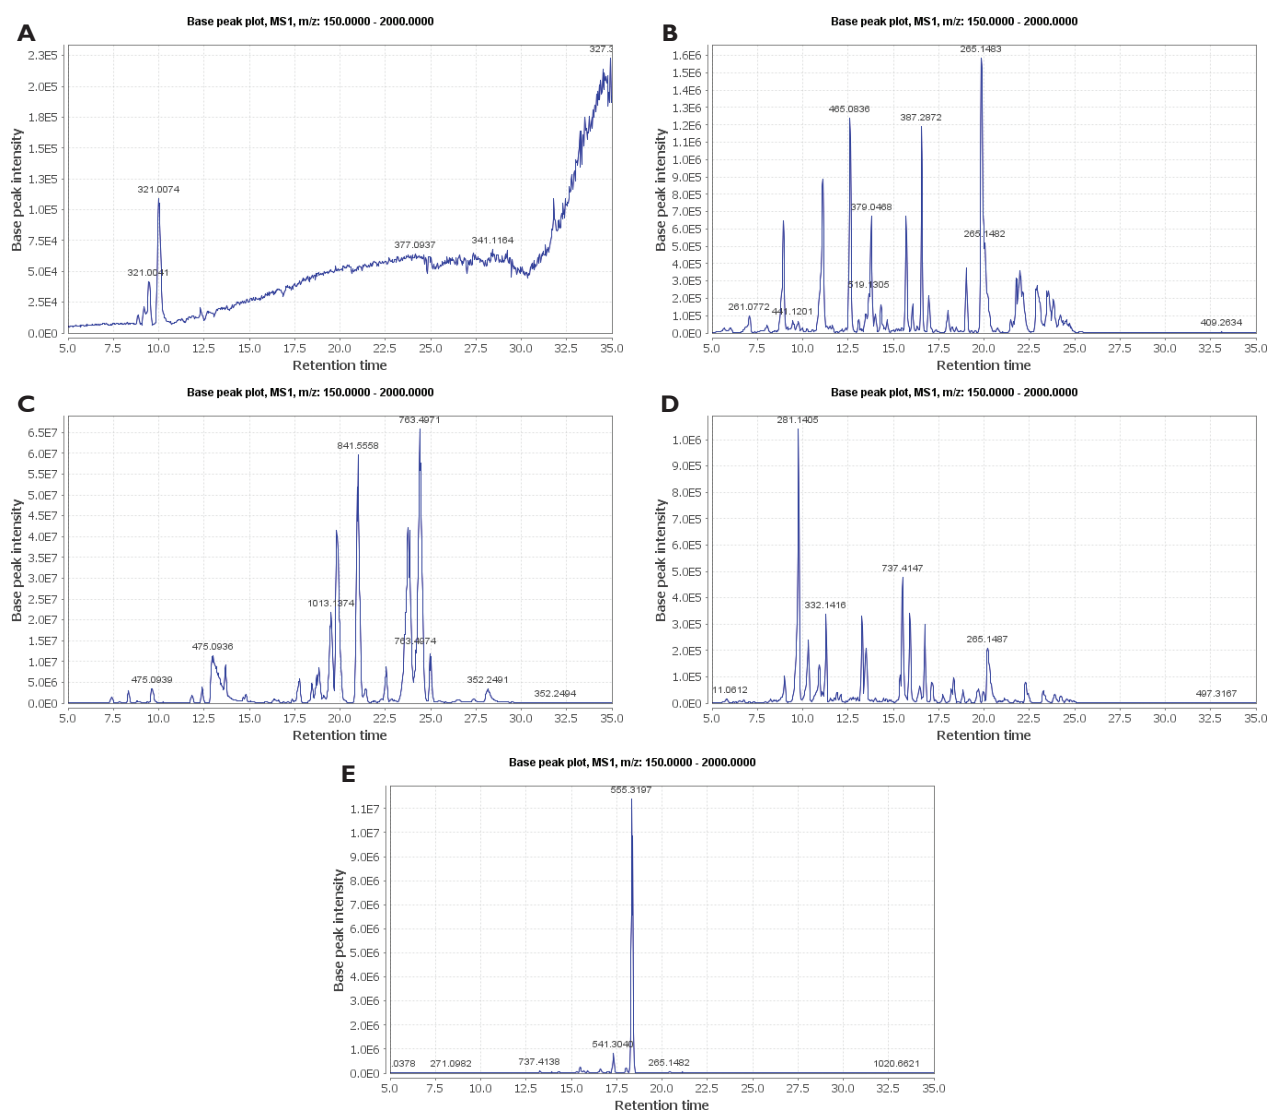 A
Base peak plot, MS1, m/z: 150.0000 - 2000.0000
Base peak intensity
2.3E5
2.0E5
1.8E5
1.5E5
1.3E5
1.0E5
7.5E4
5.0E4
2.5E4
0.0E0
321.0041
321.0074
377.0937
341.1164
5.0 7.5 10.0 12.5 15.0 17.5 20.0 22.5 25.0 27.5 30.0 32.5 35.0
Retention time
B
Base peak plot, MS1, m/z: 150.0000 - 2000.0000
Base peak intensity
1.6E6
1.5E6
1.4E6
1.3E6
1.2E6
1.1E6
1.0E6
9.0E5
8.0E5
7.0E5
6.0E5
5.0E5
4.0E5
3.0E5
2.0E5
1.0E5
0.0E0
265.1483
465.0836
387.2872
379.0468
265.1482
519.1305
261.0772
441.1201
409.2634
5.0 7.5 10.0 12.5 15.0 17.5 20.0 22.5 25.0 27.5 30.0 32.5 35.0
Retention time
C
Base peak plot, MS1, m/z: 150.0000 - 2000.0000
Base peak intensity
6.5E7
6.0E7
5.5E7
5.0E7
4.5E7
4.0E7
3.5E7
3.0E7
2.5E7
2.0E7
1.5E7
1.0E7
5.0E6
0.0E0
763.4971
841.5558
1013.1374
763.4974
475.0936
475.0939
352.2491
352.2494
5.0 7.5 10.0 12.5 15.0 17.5 20.0 22.5 25.0 27.5 30.0 32.5 35.0
Retention time
D
Base peak plot, MS1, m/z: 150.0000 - 2000.0000
Base peak intensity
1.0E6
9.0E5
8.0E5
7.0E5
6.0E5
5.0E5
4.0E5
3.0E5
2.0E5
1.0E5
0.0E0
281.1405
737.4147
332.1416
265.1487
11.0612
497.3167
5.0 7.5 10.0 12.5 15.0 17.5 20.0 22.5 25.0 27.5 30.0 32.5 35.0
Retention time
E
Base peak plot, MS1, m/z: 150.0000 - 2000.0000
Base peak intensity
1.1E7
1.0E7
9.0E6
8.0E6
7.0E6
6.0E6
5.0E6
4.0E6
3.0E6
2.0E6
1.0E6
0.0E0
555.3197
541.3040
.0378
271.0982
737.4138
265.1482
1020.6621
5.0 7.5 10.0 12.5 15.0 17.5 20.0 22.5 25.0 27.5 30.0 32.5 35.0
Retention time